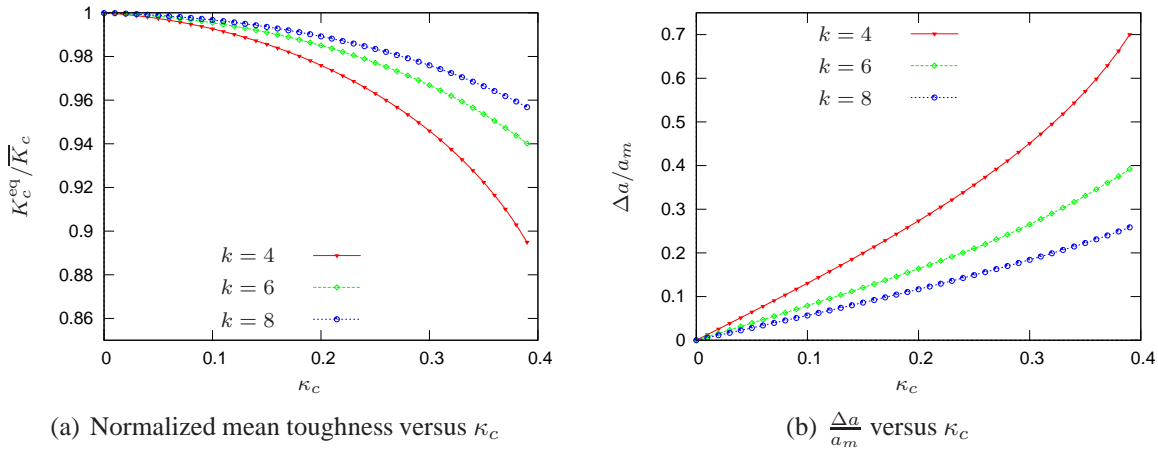 1
0.98
0.96
0.94
0.92
0.9
0.88
0.86
0 0.1 0.2 0.3 0.4
K_c^eq/K̅_c
κ_c
k = 4
k = 6
k = 8
(a) Normalized mean toughness versus κ_c
0.7
0.6
0.5
0.4
0.3
0.2
0.1
0
0 0.1 0.2 0.3 0.4
Δa/a_m
κ_c
k = 4
k = 6
k = 8
(b) Δa/a_m versus κ_c